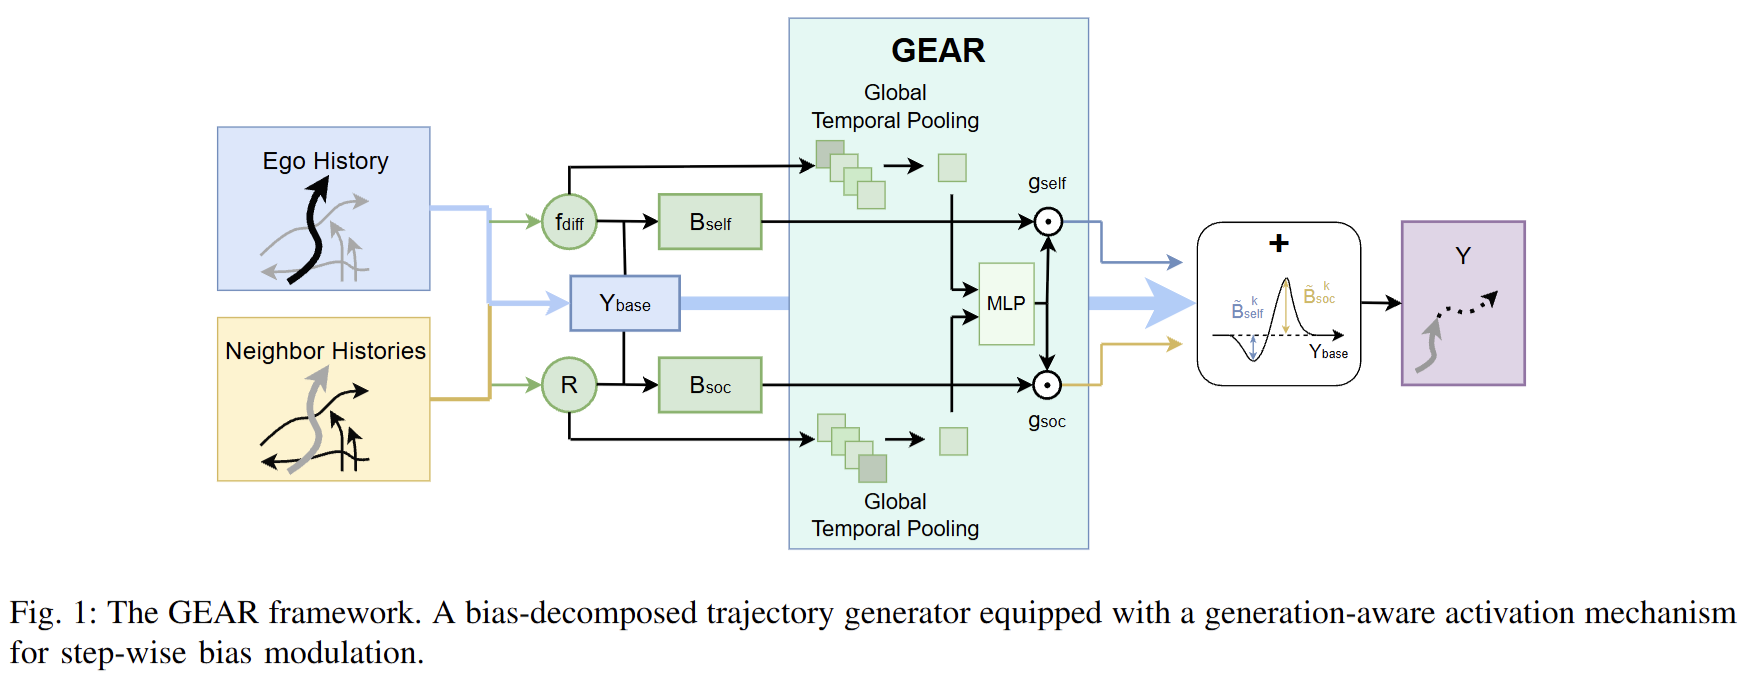 GEAR
Global
Temporal Pooling
Ego History
Neighbor Histories
fdiff
Bself
Ybase
R
Bsoc
MLP
gself
gsoc
Global
Temporal Pooling
+
B̃self k
B̃soc k
Ybase
Y
Fig. 1: The GEAR framework. A bias-decomposed trajectory generator equipped with a generation-aware activation mechanism
for step-wise bias modulation.